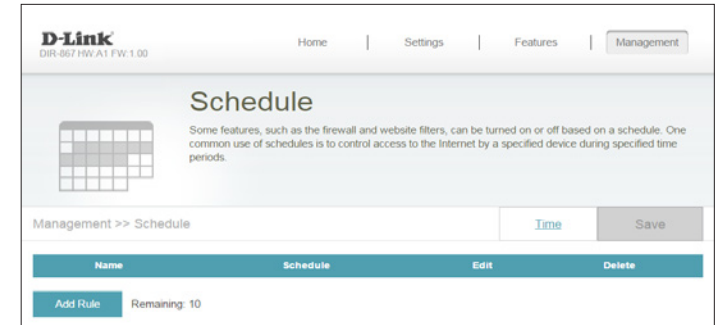 D-Link
DIR-867 HW:A1 FW:1.00
Home | Settings | Features | Management
Schedule
Some features, such as the firewall and website filters, can be turned on or off based on a schedule. One
common use of schedules is to control access to the Internet by a specified device during specified time
periods.
Management >> Schedule
Time
Save
Name Schedule Edit Delete
Add Rule Remaining: 10